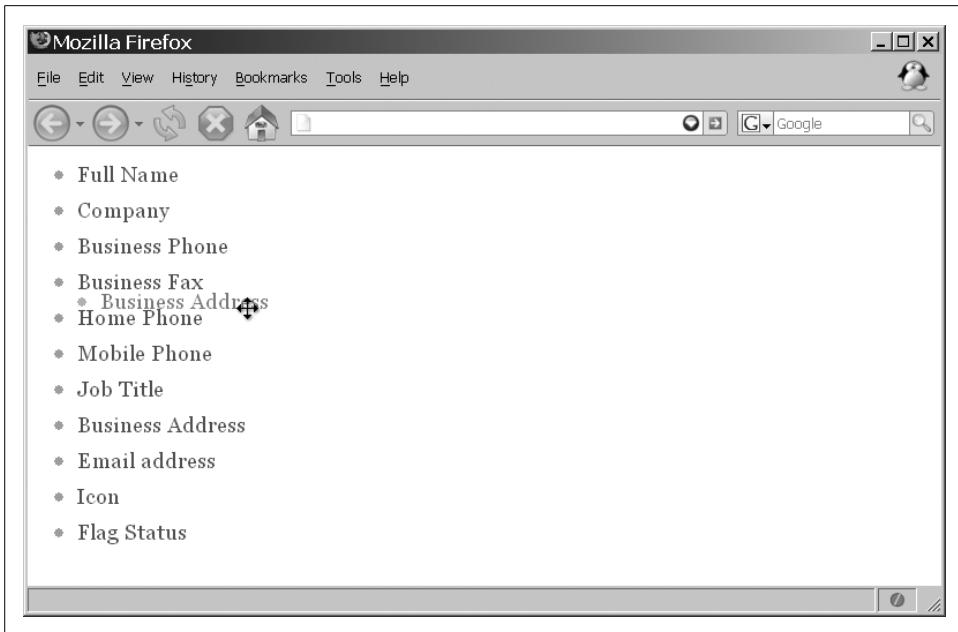 Mozilla Firefox
File Edit View History Bookmarks Tools Help
G Google
Full Name
Company
Business Phone
Business Fax
Business Address
Home Phone
Mobile Phone
Job Title
Business Address
Email address
Icon
Flag Status